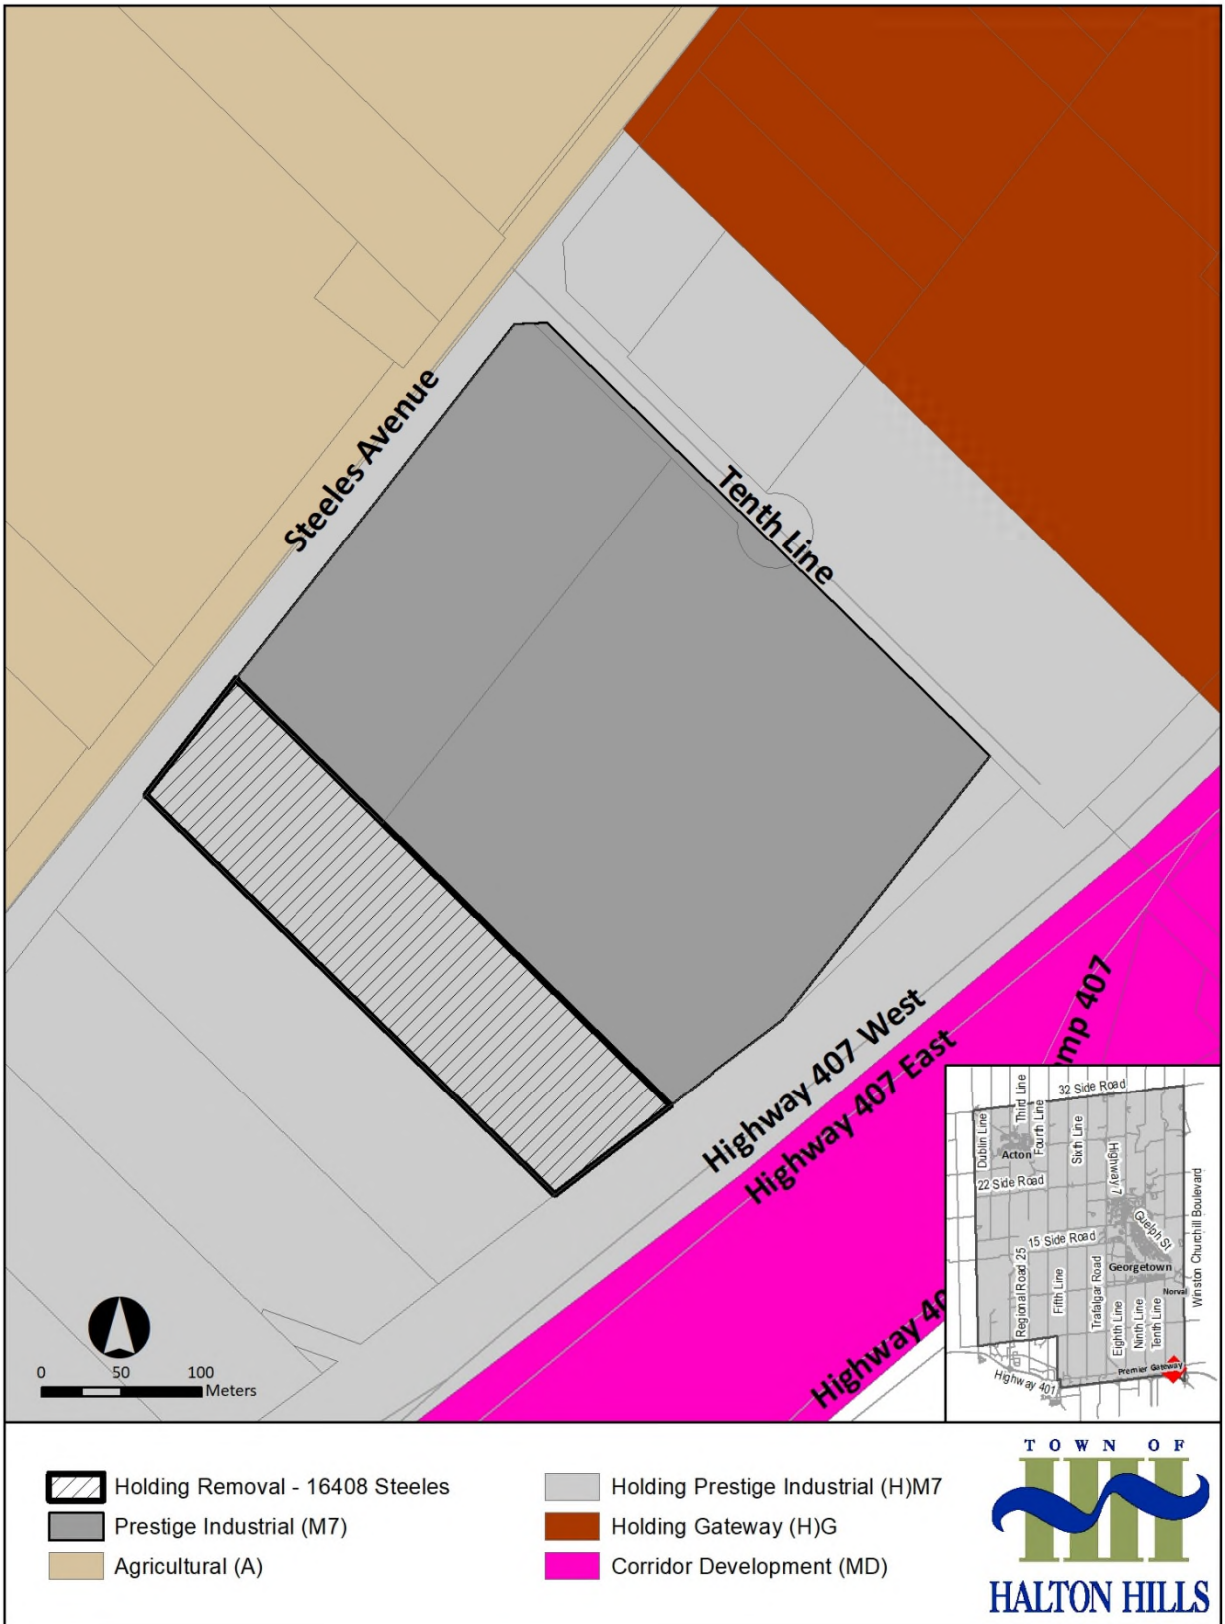 Steeles Avenue
Tenth Line
Highway 407 West
Highway 407 East
amp 407
Highway 40
0 50 100
Meters
32 Side Road
Dublin Line
Third Line
Fourth Line
Sixth Line
Highway 7
Acton
22 Side Road
Guelph St
Winston Churchill Boulevard
15 Side Road
Georgetown
Norval
Regional Road 25
Fifth Line
Trafalgar Road
Eighth Line
Ninth Line
Tenth Line
Premier Gateway
Highway 401
Holding Removal - 16408 Steeles
Prestige Industrial (M7)
Agricultural (A)
Holding Prestige Industrial (H)M7
Holding Gateway (H)G
Corridor Development (MD)
TOWN OF
HALTON HILLS